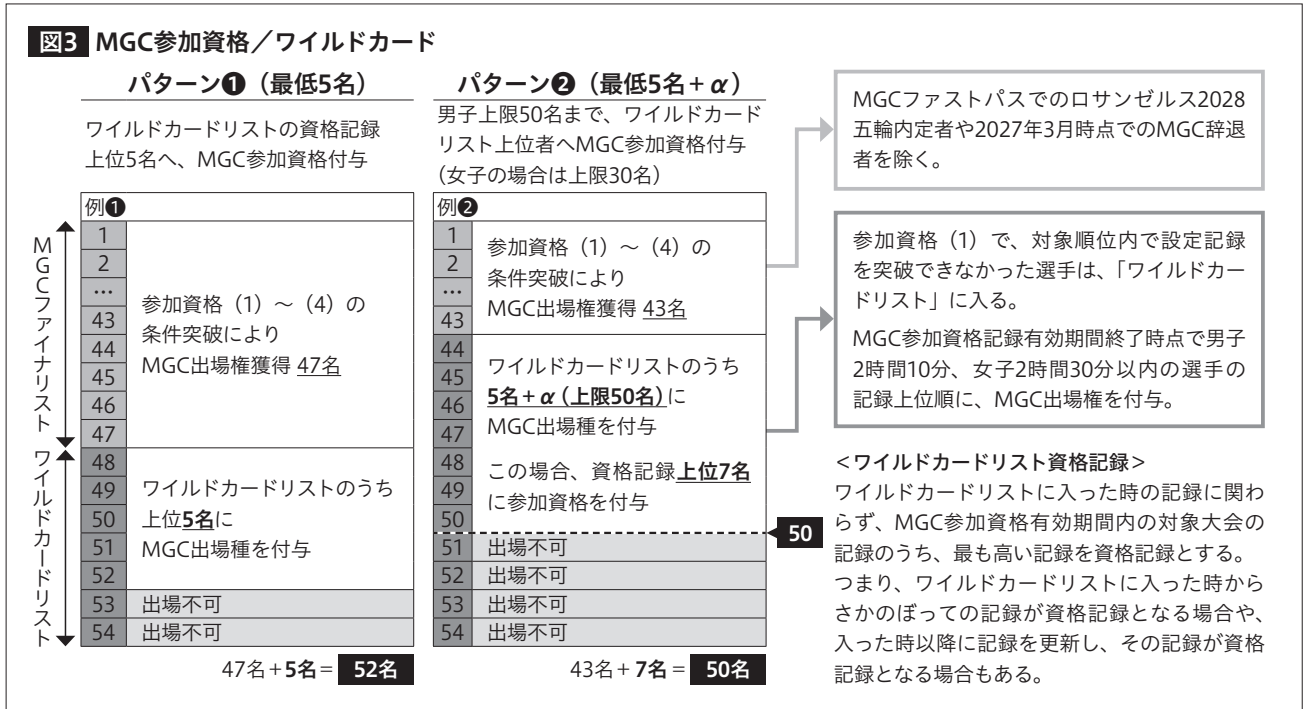 図3 MGC参加資格／ワイルドカード
パターン❶（最低5名）
ワイルドカードリストの資格記録
上位5名へ、MGC参加資格付与
MGCファイナリスト
ワイルドカードリスト
例❶
1
2
…
43
44
45
46
47
参加資格（1）～（4）の
条件突破により
MGC出場権獲得 47名
48
49
50
51
52
ワイルドカードリストのうち
上位5名に
MGC出場種を付与
53 出場不可
54 出場不可
47名＋5名＝ 52名
パターン❷（最低5名＋α）
男子上限50名まで、ワイルドカード
リスト上位者へMGC参加資格付与
（女子の場合は上限30名）
例❷
1
2
…
43
参加資格（1）～（4）の
条件突破により
MGC出場権獲得 43名
44
45
46
47
48
49
50
ワイルドカードリストのうち
5名＋α（上限50名）に
MGC出場種を付与
この場合、資格記録上位7名
に参加資格を付与
50
51 出場不可
52 出場不可
53 出場不可
54 出場不可
43名＋7名＝ 50名
MGCファストパスでのロサンゼルス2028
五輪内定者や2027年3月時点でのMGC辞退
者を除く。
参加資格（1）で、対象順位内で設定記録
を突破できなかった選手は、「ワイルドカー
ドリスト」に入る。
MGC参加資格記録有効期間終了時点で男子
2時間10分、女子2時間30分以内の選手の
記録上位順に、MGC出場権を付与。
＜ワイルドカードリスト資格記録＞
ワイルドカードリストに入った時の記録に関わ
らず、MGC参加資格有効期間内の対象大会の
記録のうち、最も高い記録を資格記録とする。
つまり、ワイルドカードリストに入った時から
さかのぼっての記録が資格記録となる場合や、
入った時以降に記録を更新し、その記録が資格
記録となる場合もある。